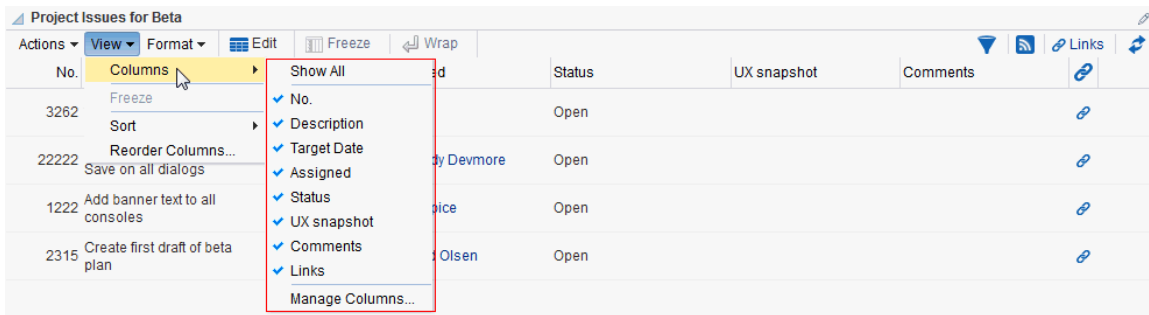 Project Issues for Beta
Actions View Format Edit Freeze Wrap Links
No. Status UX snapshot Comments
Columns
Freeze
Sort
Reorder Columns...
Show All
No.
Description
Target Date
Assigned
Status
UX snapshot
Comments
Links
Manage Columns...
3262 Open
22222 Save on all dialogs Devmore Open
1222 Add banner text to all
consoles Open
2315 Create first draft of beta
plan Olsen Open